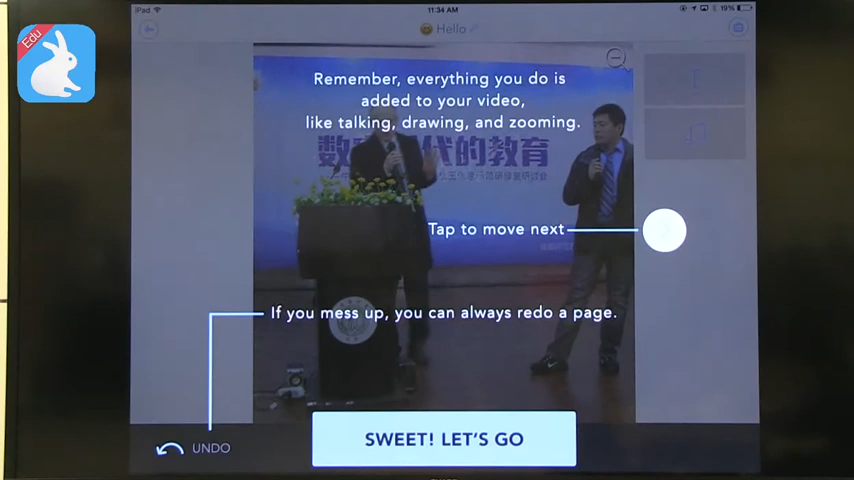 Edu
iPad
11:34 AM
19%
Hello
Remember, everything you do is
added to your video,
like talking, drawing, and zooming.
代的教育
Tap to move next
If you mess up, you can always redo a page.
UNDO
SWEET! LET'S GO